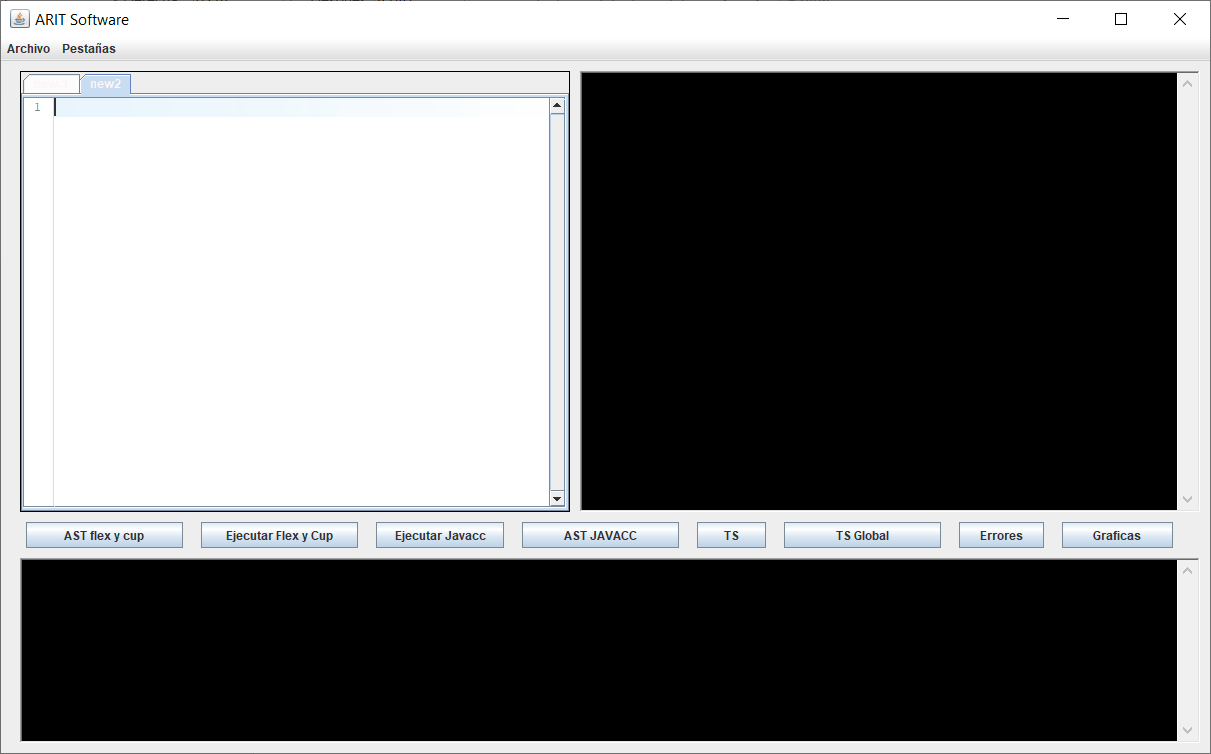 ARIT Software
Archivo Pestañas
new2
1
AST flex y cup Ejecutar Flex y Cup Ejecutar Javacc AST JAVACC TS TS Global Errores Graficas